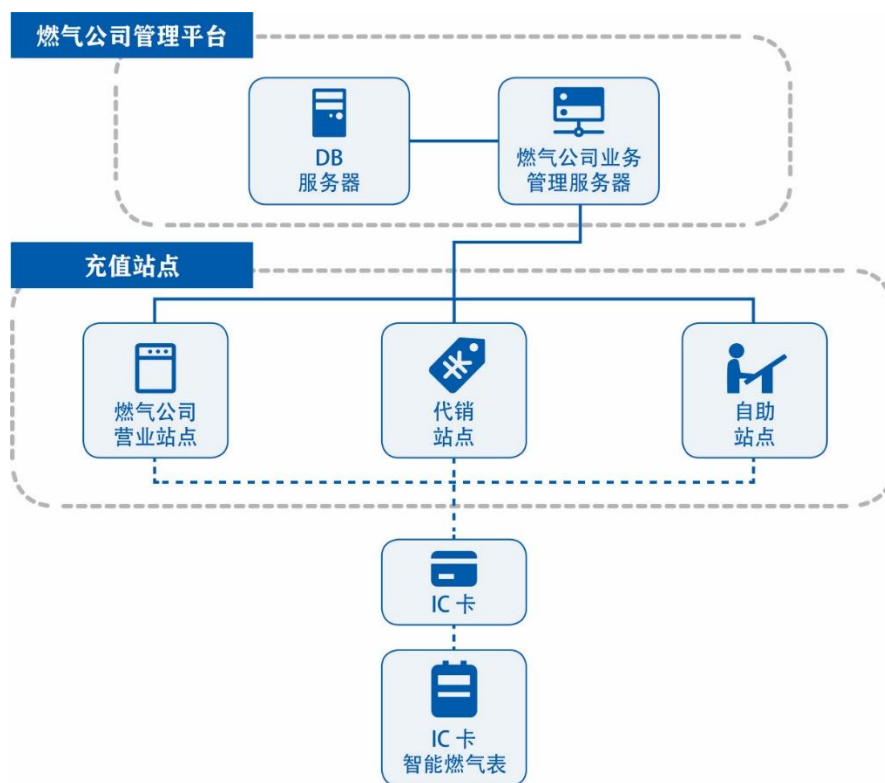 燃气公司管理平台
DB
服务器
燃气公司业务
管理服务器
充值站点
燃气公司
营业站点
代销
站点
自助
站点
IC 卡
IC 卡
智能燃气表